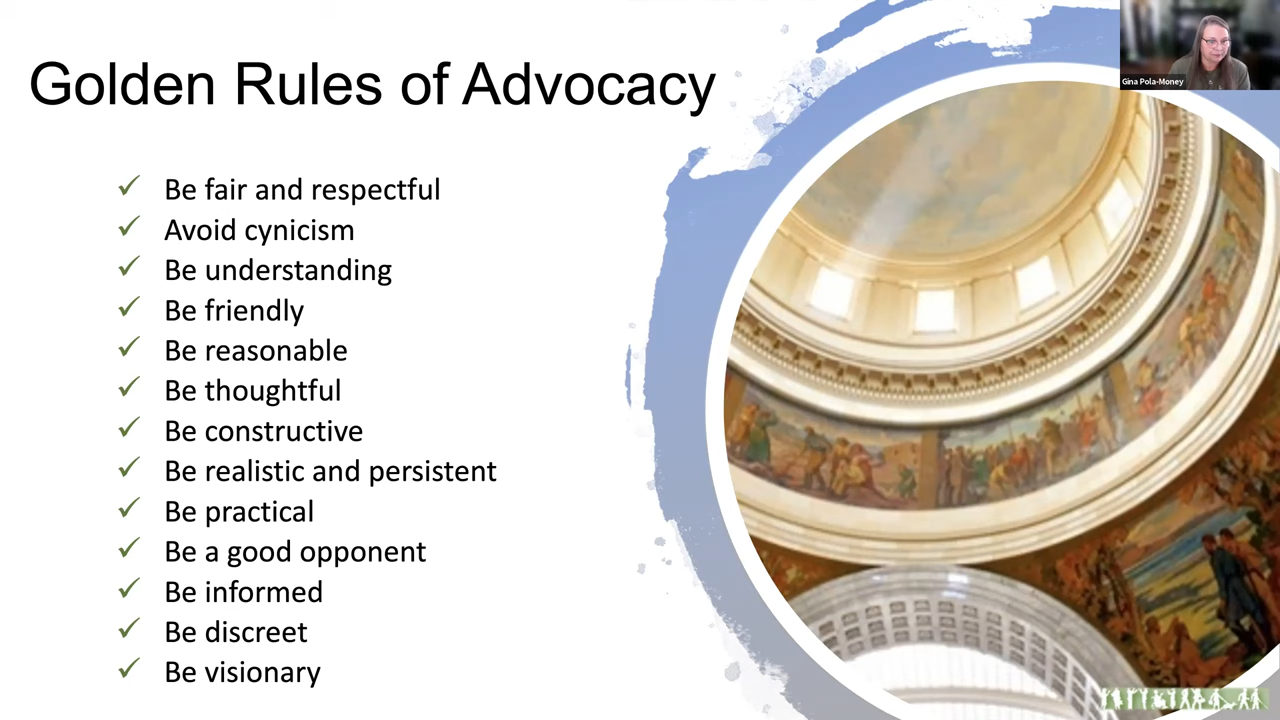 Golden Rules of Advocacy
Gina Pola-Money
✓ Be fair and respectful
✓ Avoid cynicism
✓ Be understanding
✓ Be friendly
✓ Be reasonable
✓ Be thoughtful
✓ Be constructive
✓ Be realistic and persistent
✓ Be practical
✓ Be a good opponent
✓ Be informed
✓ Be discreet
✓ Be visionary